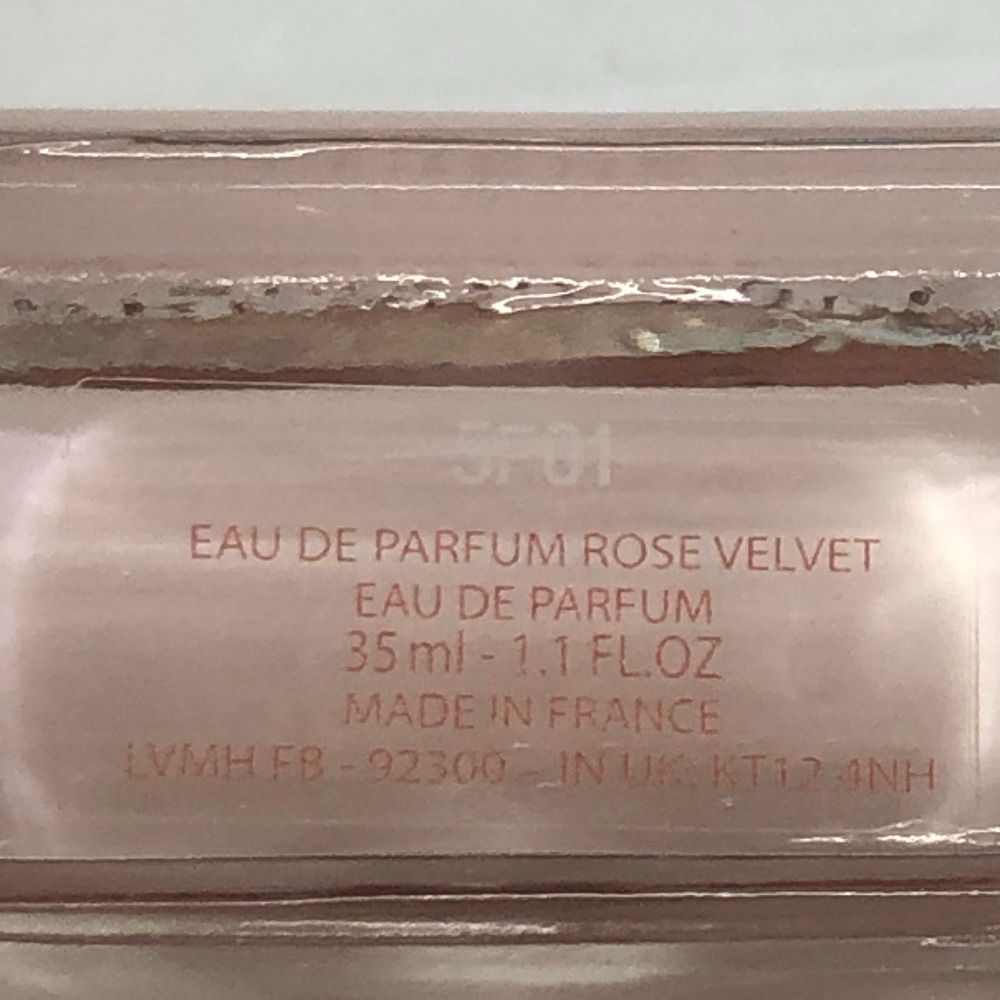 5F01
EAU DE PARFUM ROSE VELVET
EAU DE PARFUM
35 ml - 1.1 FL.OZ
MADE IN FRANCE
LVMH FB - 92300 - IN UK: KT12 4NH